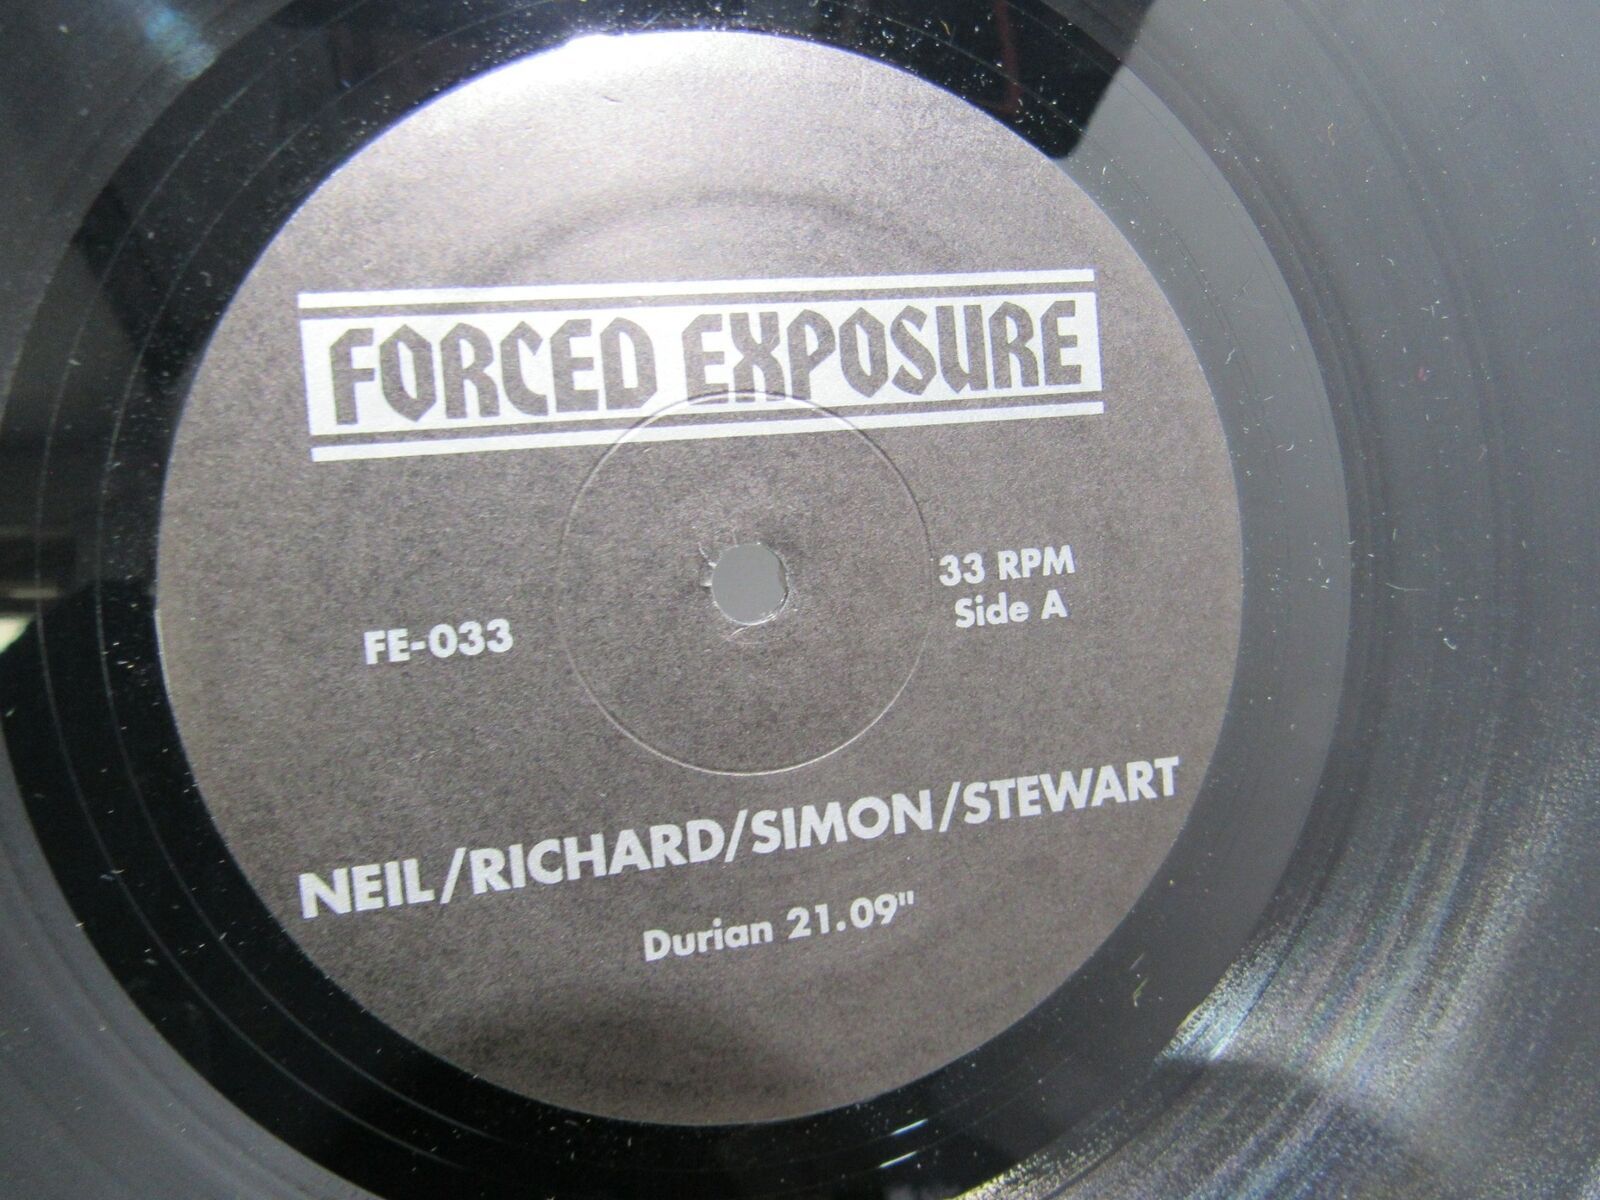 FORCED EXPOSURE
33 RPM
Side A
FE-033
NEIL/RICHARD/SIMON/STEWART
Durian 21.09"